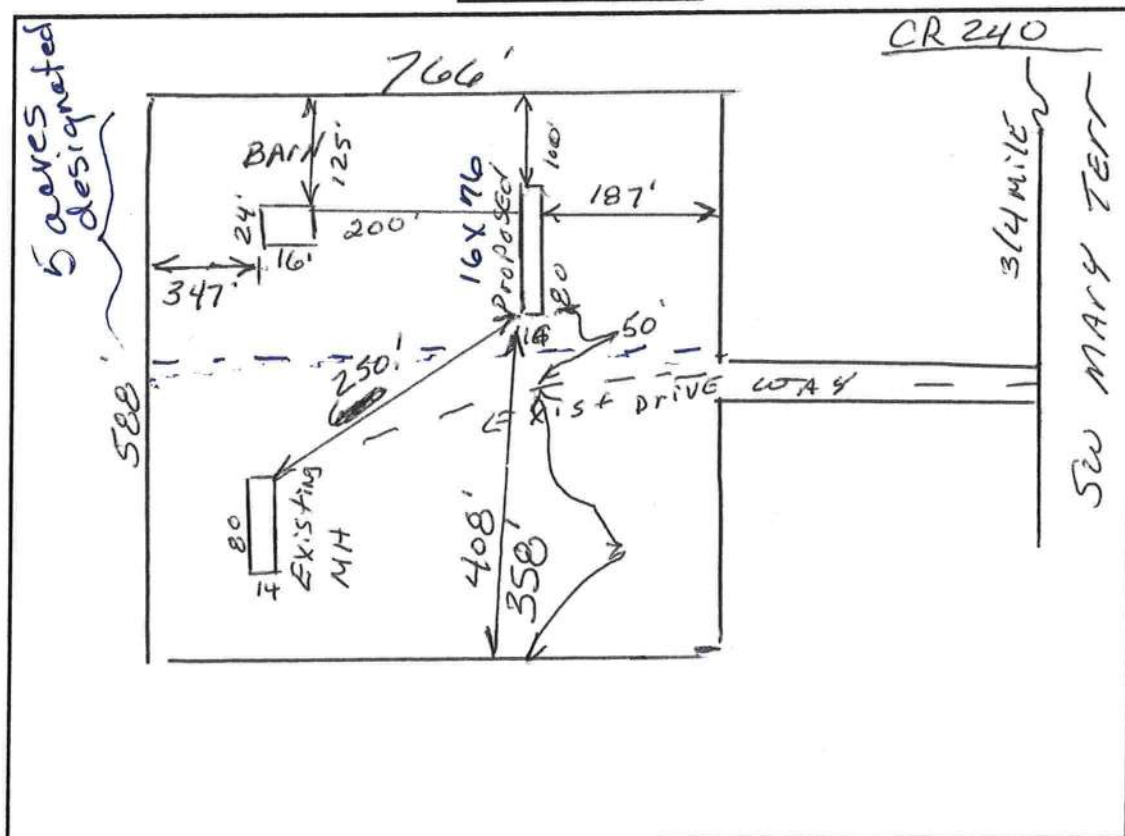 CR 240
5 acres
designated
766'
BARN
125'
100'
187'
24'
16'
200'
16 X 76
PROPOSED
80
347'
3/4 MILE
SW MARY TERR
50'
250'
Exist DRIVE WAY
588'
80
14
Existing
MH
408'
358'